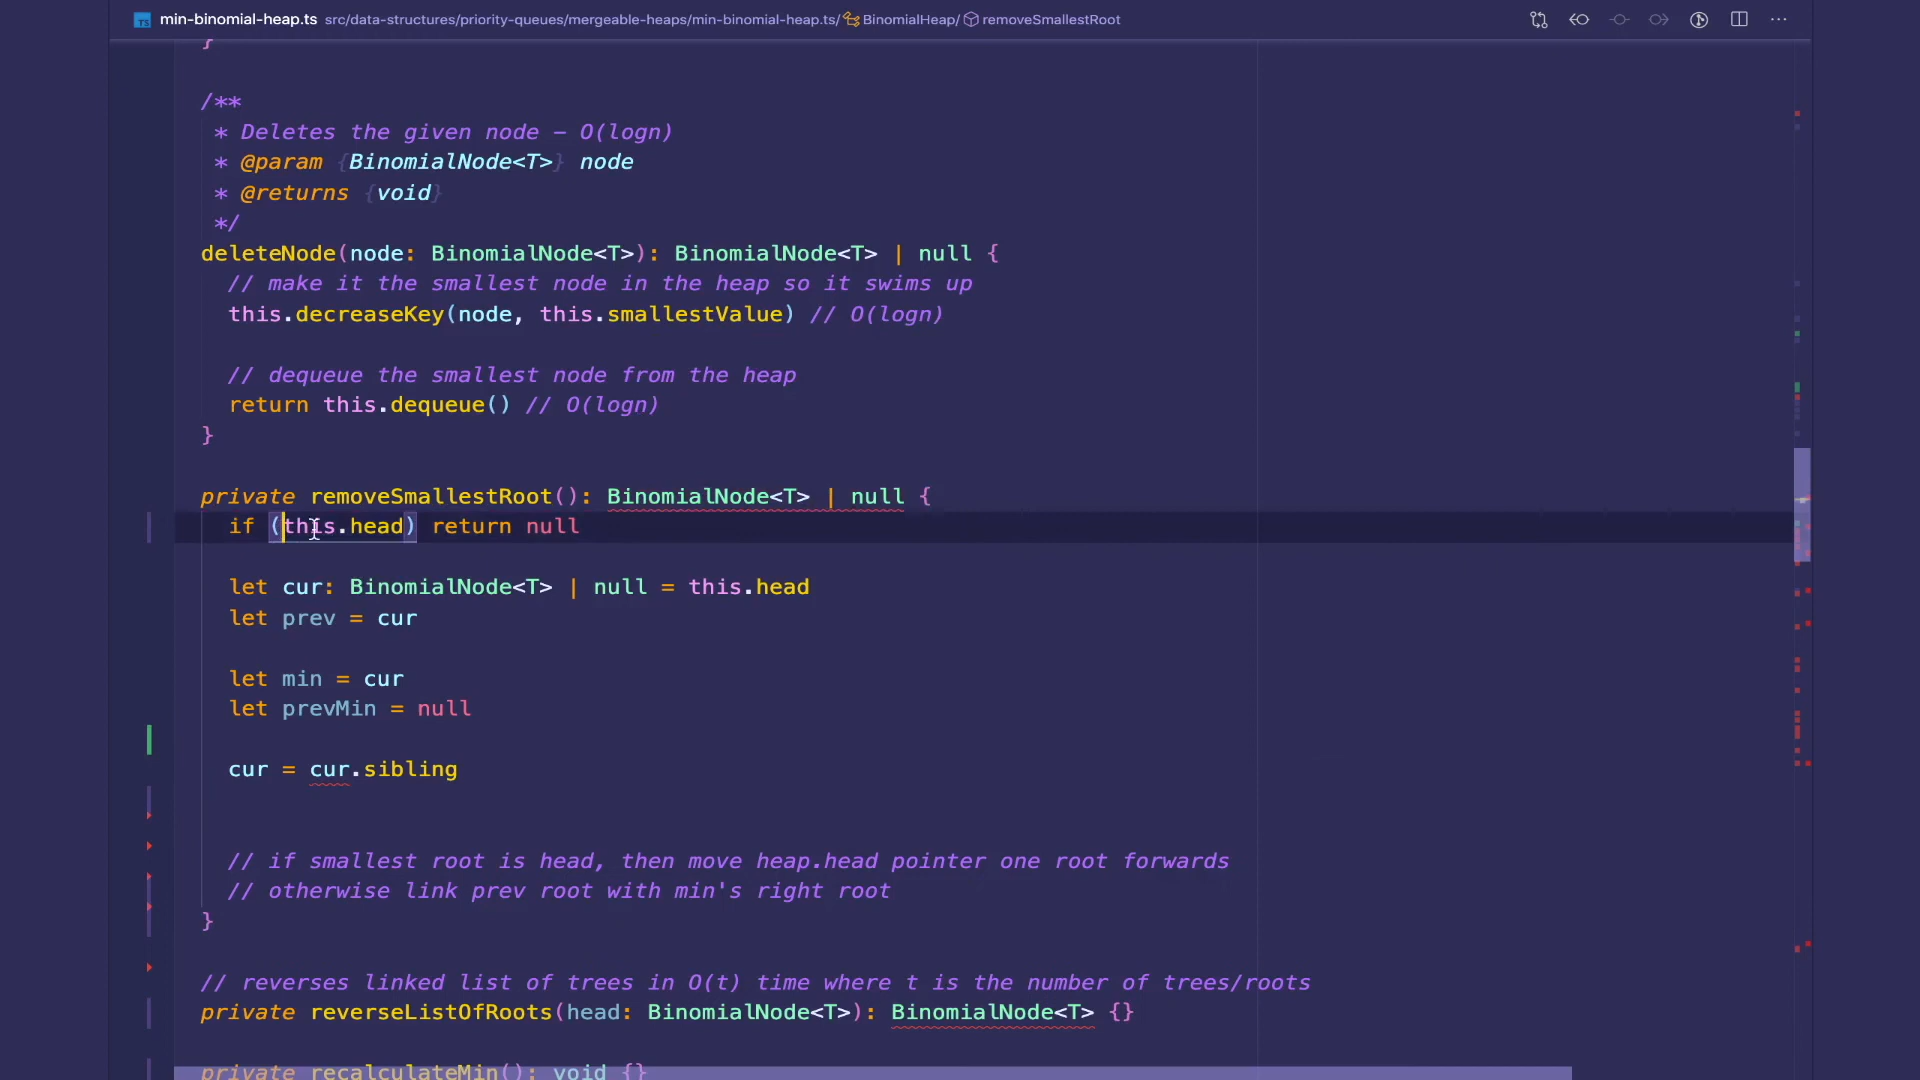 min-binomial-heap.ts src/data-structures/priority-queues/mergeable-heaps/min-binomial-heap.ts/ BinomialHeap/ removeSmallestRoot
}
/**
* Deletes the given node – O(logn)
* @param {BinomialNode<T>} node
* @returns {void}
*/
deleteNode(node: BinomialNode<T>): BinomialNode<T> | null {
// make it the smallest node in the heap so it swims up
this.decreaseKey(node, this.smallestValue) // O(logn)
// dequeue the smallest node from the heap
return this.dequeue() // O(logn)
}
private removeSmallestRoot(): BinomialNode<T> | null {
if (this.head) return null
let cur: BinomialNode<T> | null = this.head
let prev = cur
let min = cur
let prevMin = null
cur = cur.sibling
// if smallest root is head, then move heap.head pointer one root forwards
// otherwise link prev root with min's right root
}
// reverses linked list of trees in O(t) time where t is the number of trees/roots
private reverseListOfRoots(head: BinomialNode<T>): BinomialNode<T> {}
private recalculateMin(): void {}